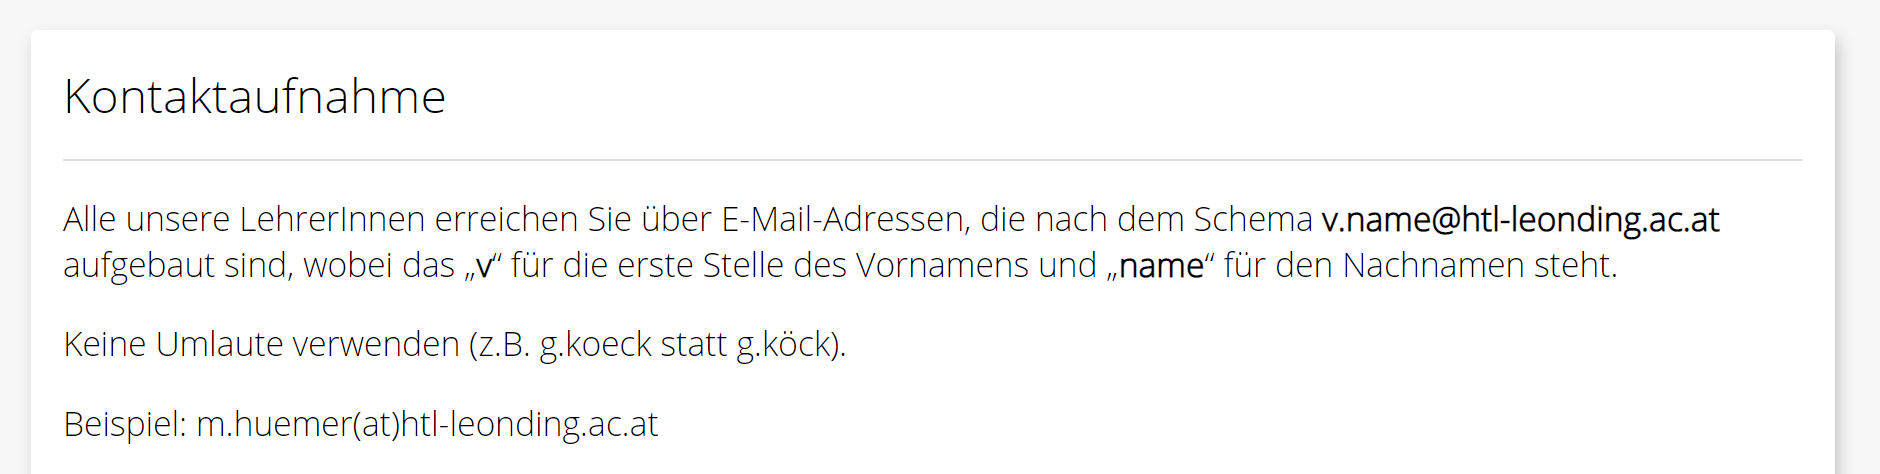 Kontaktaufnahme
Alle unsere LehrerInnen erreichen Sie über E-Mail-Adressen, die nach dem Schema v.name@htl-leonding.ac.at
aufgebaut sind, wobei das „v“ für die erste Stelle des Vornamens und „name“ für den Nachnamen steht.
Keine Umlaute verwenden (z.B. g.koeck statt g.köck).
Beispiel: m.huemer(at)htl-leonding.ac.at